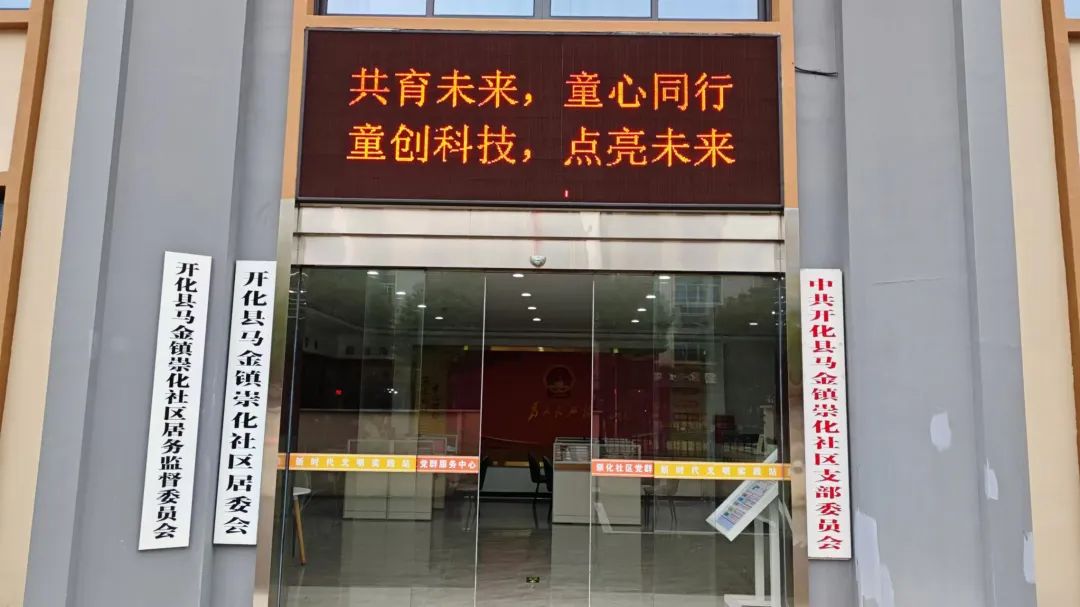 共育未来，童心同行
童创科技，点亮未来
开化县马金镇崇化社区居务监督委员会
开化县马金镇崇化社区居委会
中共开化县马金镇崇化社区支部委员会
新时代文明实践站
党群服务中心
崇化社区党群
新时代文明实践站